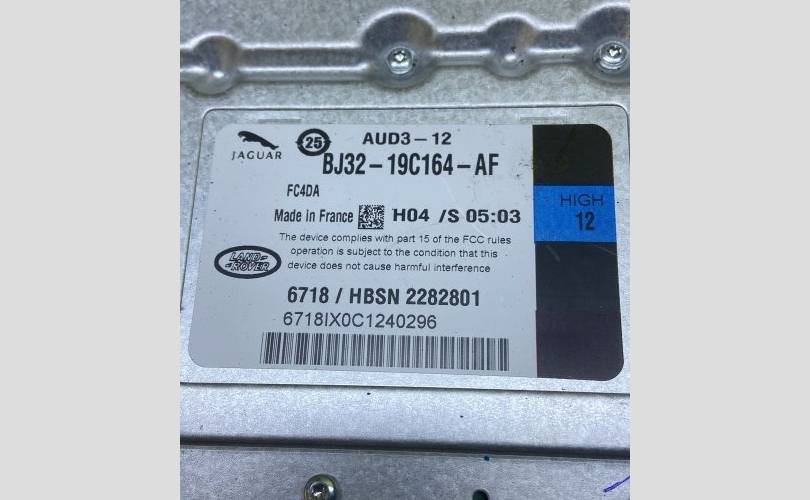 JAGUAR
25
AUD3-12
BJ32-19C164-AF
FC4DA
Made in France H04 /S 05:03
The device complies with part 15 of the FCC rules
operation is subject to the condition that this
device does not cause harmful interference
LAND-
ROVER
6718 / HBSN 2282801
6718IX0C1240296
HIGH
12